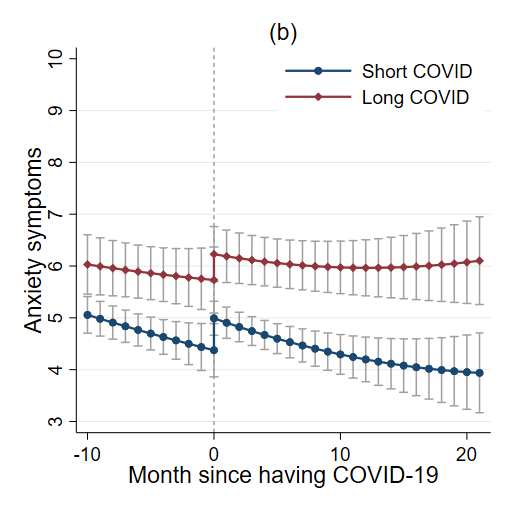 (b)
Short COVID
Long COVID
Anxiety symptoms
10
9
8
7
6
5
4
3
-10 0 10 20
Month since having COVID-19